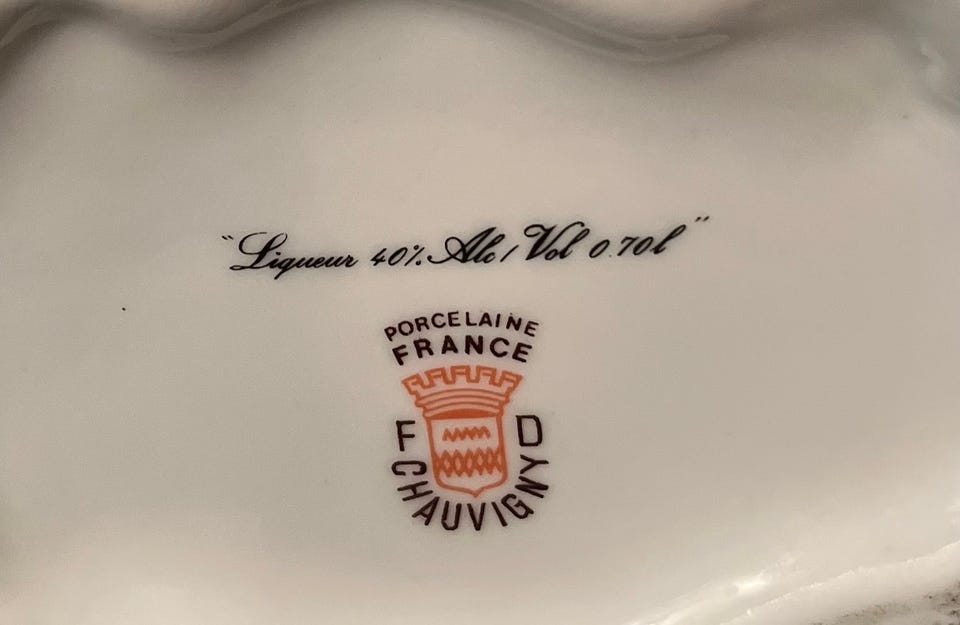 "Liqueur 40% Alc/Vol 0.70l"
PORCELAINE
FRANCE
F D
CHAUVIGNY